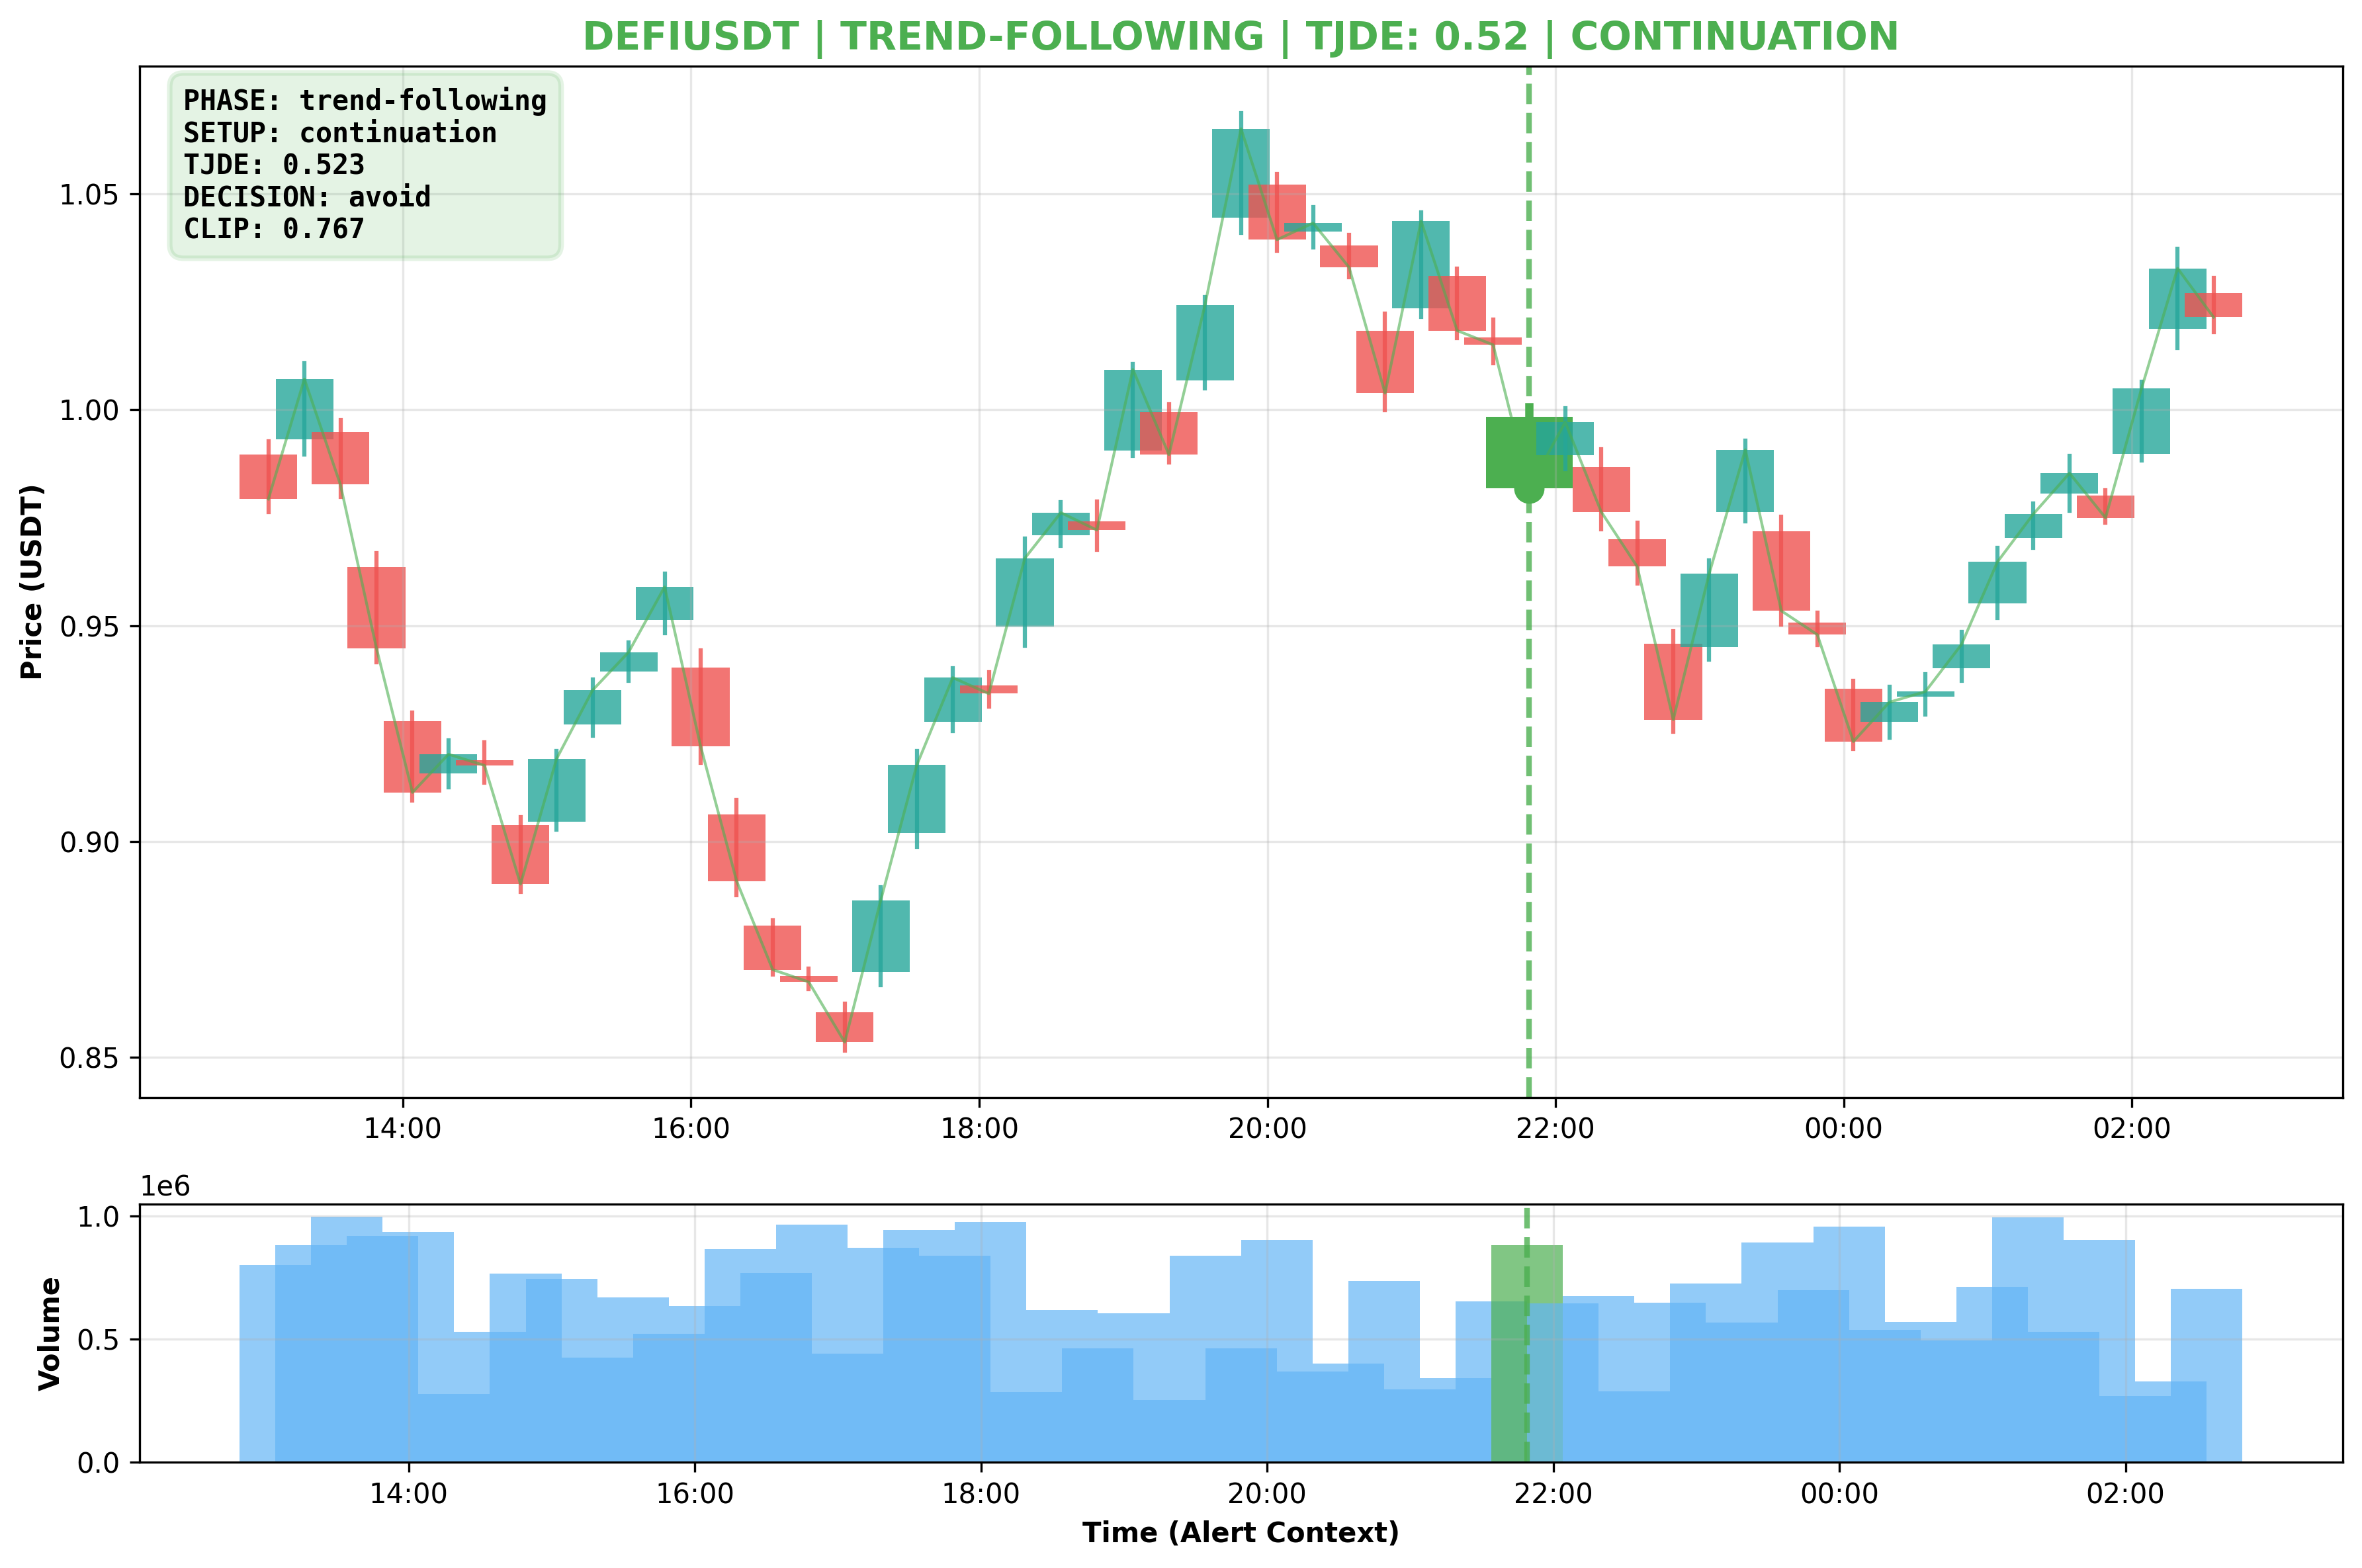 DEFIUSDT | TREND-FOLLOWING | TJDE: 0.52 | CONTINUATION
PHASE: trend-following
SETUP: continuation
TJDE: 0.523
DECISION: avoid
CLIP: 0.767
Price (USDT)
1.05
1.00
0.95
0.90
0.85
14:00 16:00 18:00 20:00 22:00 00:00 02:00
1e6
Volume
1.0
0.5
0.0
14:00 16:00 18:00 20:00 22:00 00:00 02:00
Time (Alert Context)